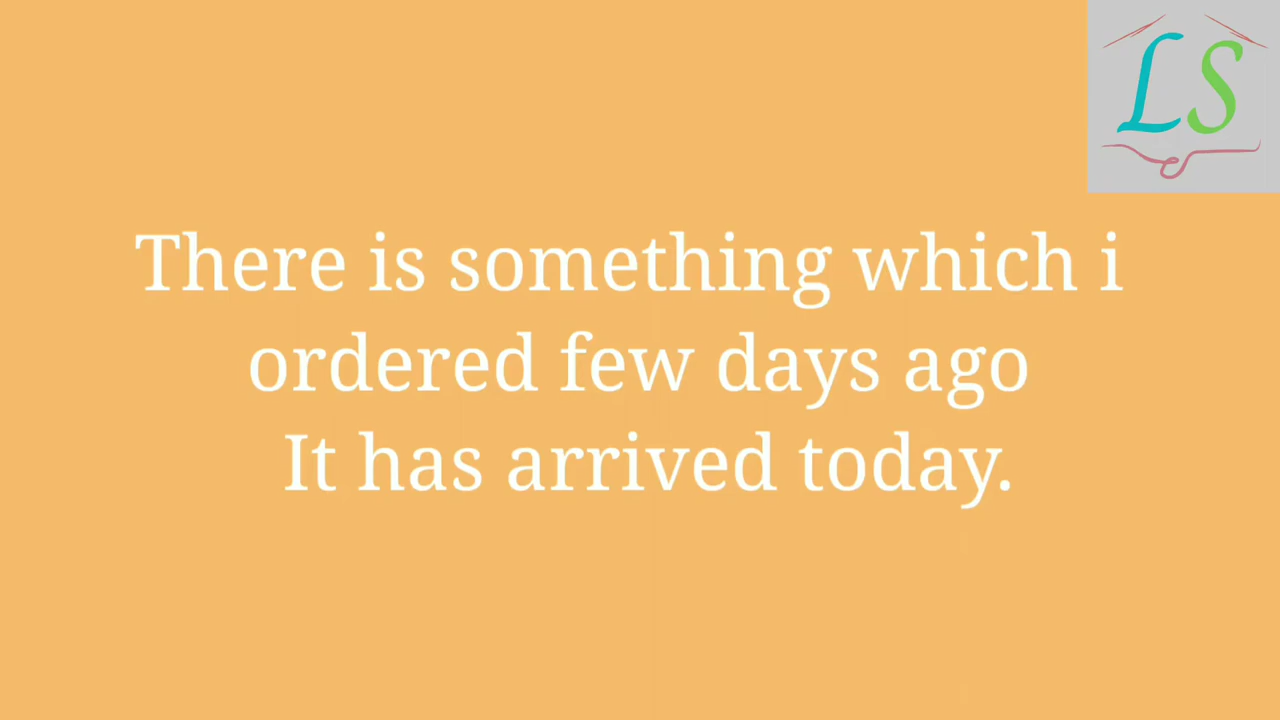 LS
There is something which i
ordered few days ago
It has arrived today.